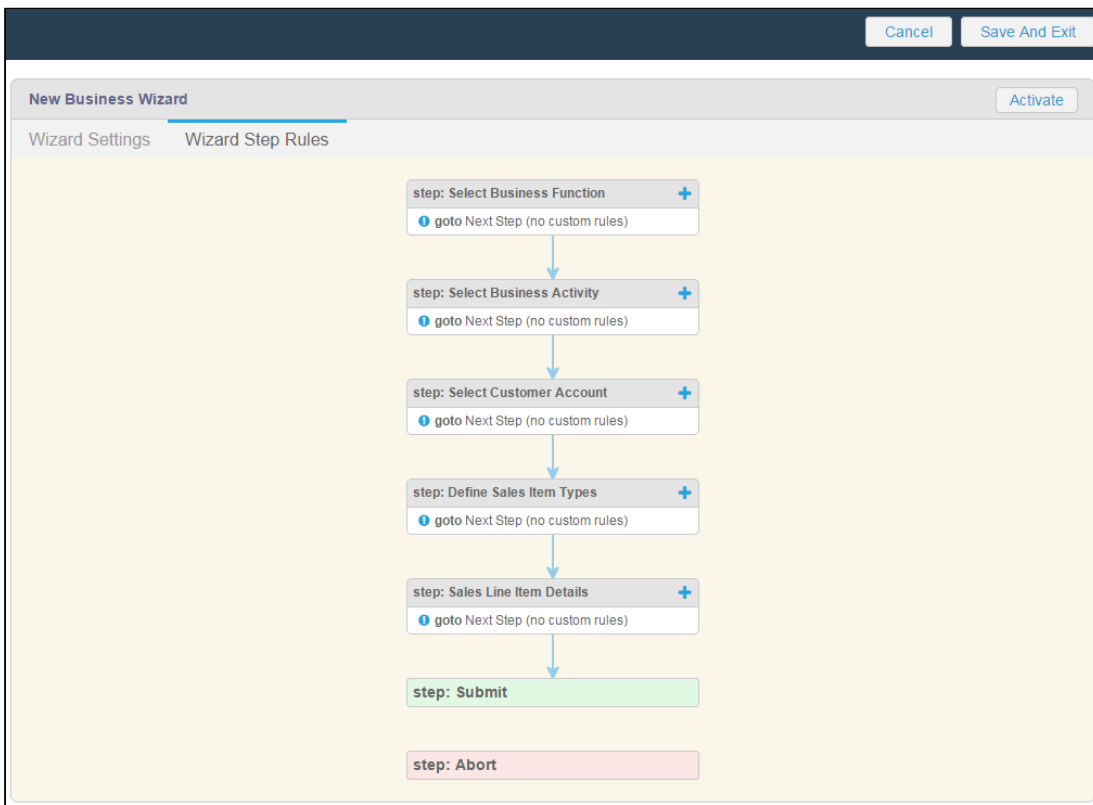 Cancel
Save And Exit
New Business Wizard
Activate
Wizard Settings
Wizard Step Rules
step: Select Business Function
goto Next Step (no custom rules)
step: Select Business Activity
goto Next Step (no custom rules)
step: Select Customer Account
goto Next Step (no custom rules)
step: Define Sales Item Types
goto Next Step (no custom rules)
step: Sales Line Item Details
goto Next Step (no custom rules)
step: Submit
step: Abort